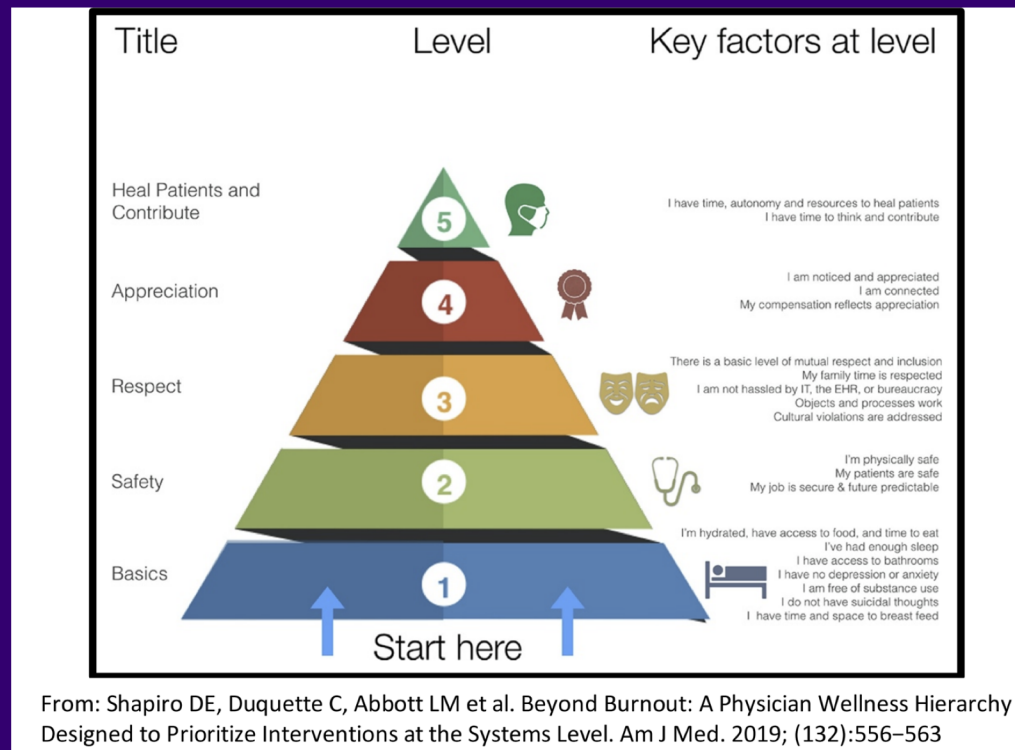 Title Level Key factors at level
Heal Patients and
Contribute
5
I have time, autonomy and resources to heal patients
I have time to think and contribute
Appreciation
4
I am noticed and appreciated
I am connected
My compensation reflects appreciation
Respect
3
There is a basic level of mutual respect and inclusion
My family time is respected
I am not hassled by IT, the EHR, or bureaucracy
Objects and processes work
Cultural violations are addressed
Safety
2
I'm physically safe
My patients are safe
My job is secure & future predictable
Basics
1
I'm hydrated, have access to food, and time to eat
I've had enough sleep
I have access to bathrooms
I have no depression or anxiety
I am free of substance use
I do not have suicidal thoughts
I have time and space to breast feed
Start here
From: Shapiro DE, Duquette C, Abbott LM et al. Beyond Burnout: A Physician Wellness Hierarchy
Designed to Prioritize Interventions at the Systems Level. Am J Med. 2019; (132):556–563